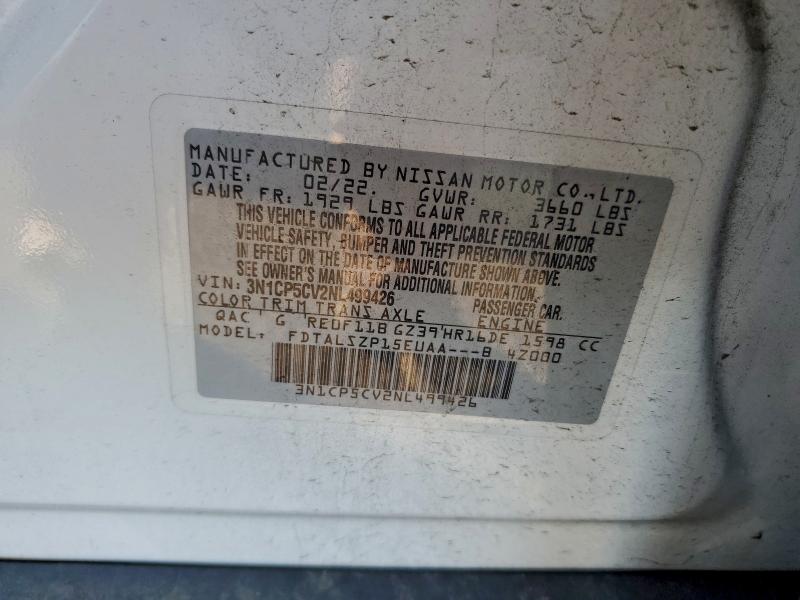 MANUFACTURED BY NISSAN MOTOR CO., LTD.
DATE: 02/22. GVWR: 3660 LBS
GAWR FR: 1929 LBS GAWR RR: 1731 LBS
THIS VEHICLE CONFORMS TO ALL APPLICABLE FEDERAL MOTOR
VEHICLE SAFETY, BUMPER AND THEFT PREVENTION STANDARDS
IN EFFECT ON THE DATE OF MANUFACTURE SHOWN ABOVE.
SEE OWNER'S MANUAL FOR ADDITIONAL INFORMATION.
VIN: 3N1CP5CV2NL499426 PASSENGER CAR.
COLOR TRIM TRANS AXLE ENGINE
QAC G RE0F11B GZ39 HR16DE 1598 CC
MODEL: FDTALSZP15EUAA---B 4Z000
3N1CP5CV2NL499426